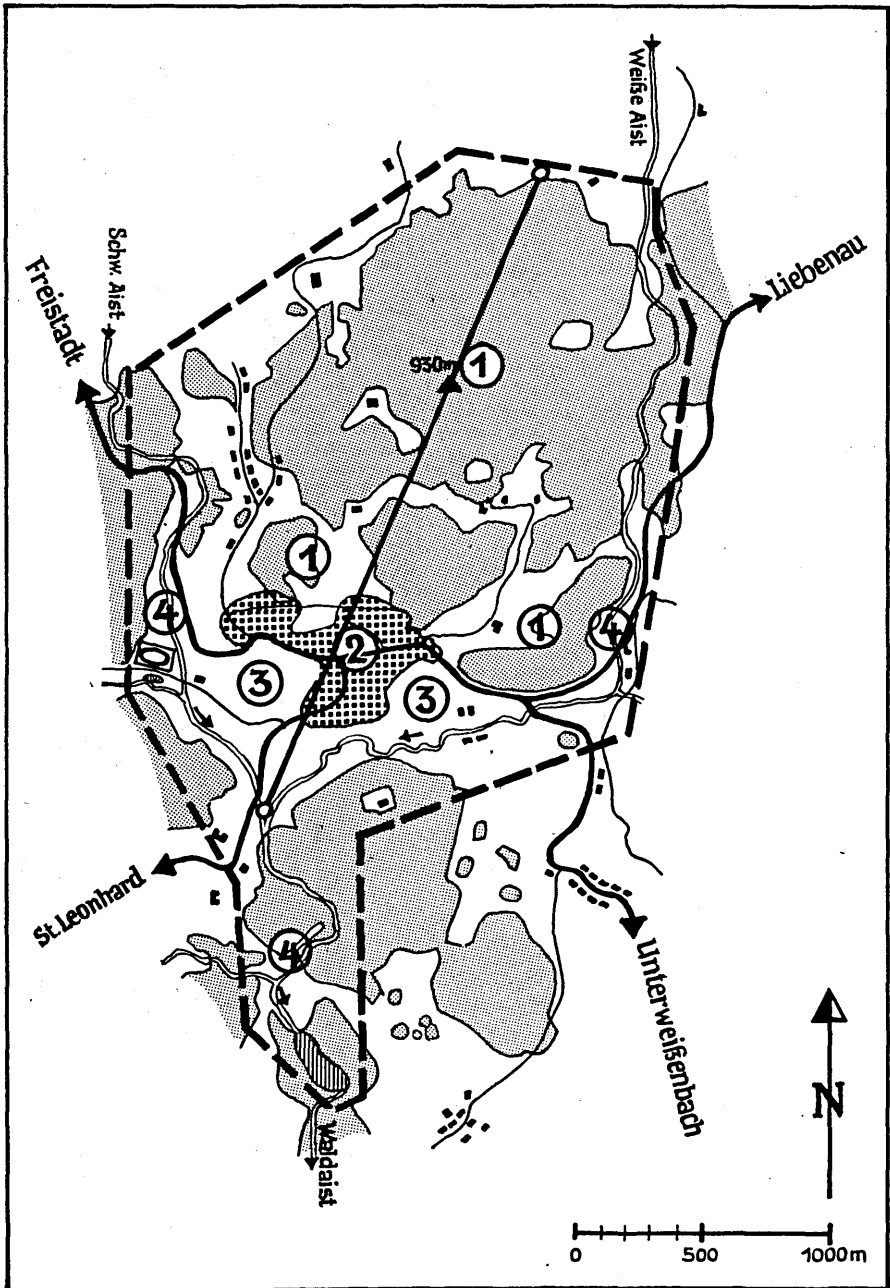 Weiße Aist
Liebenau
Schw. Aist
Freistadt
1
930m
1
4
2
1
4
3
3
St. Leonhard
4
Unterweißenbach
Waldaist
N
0 500 1000m